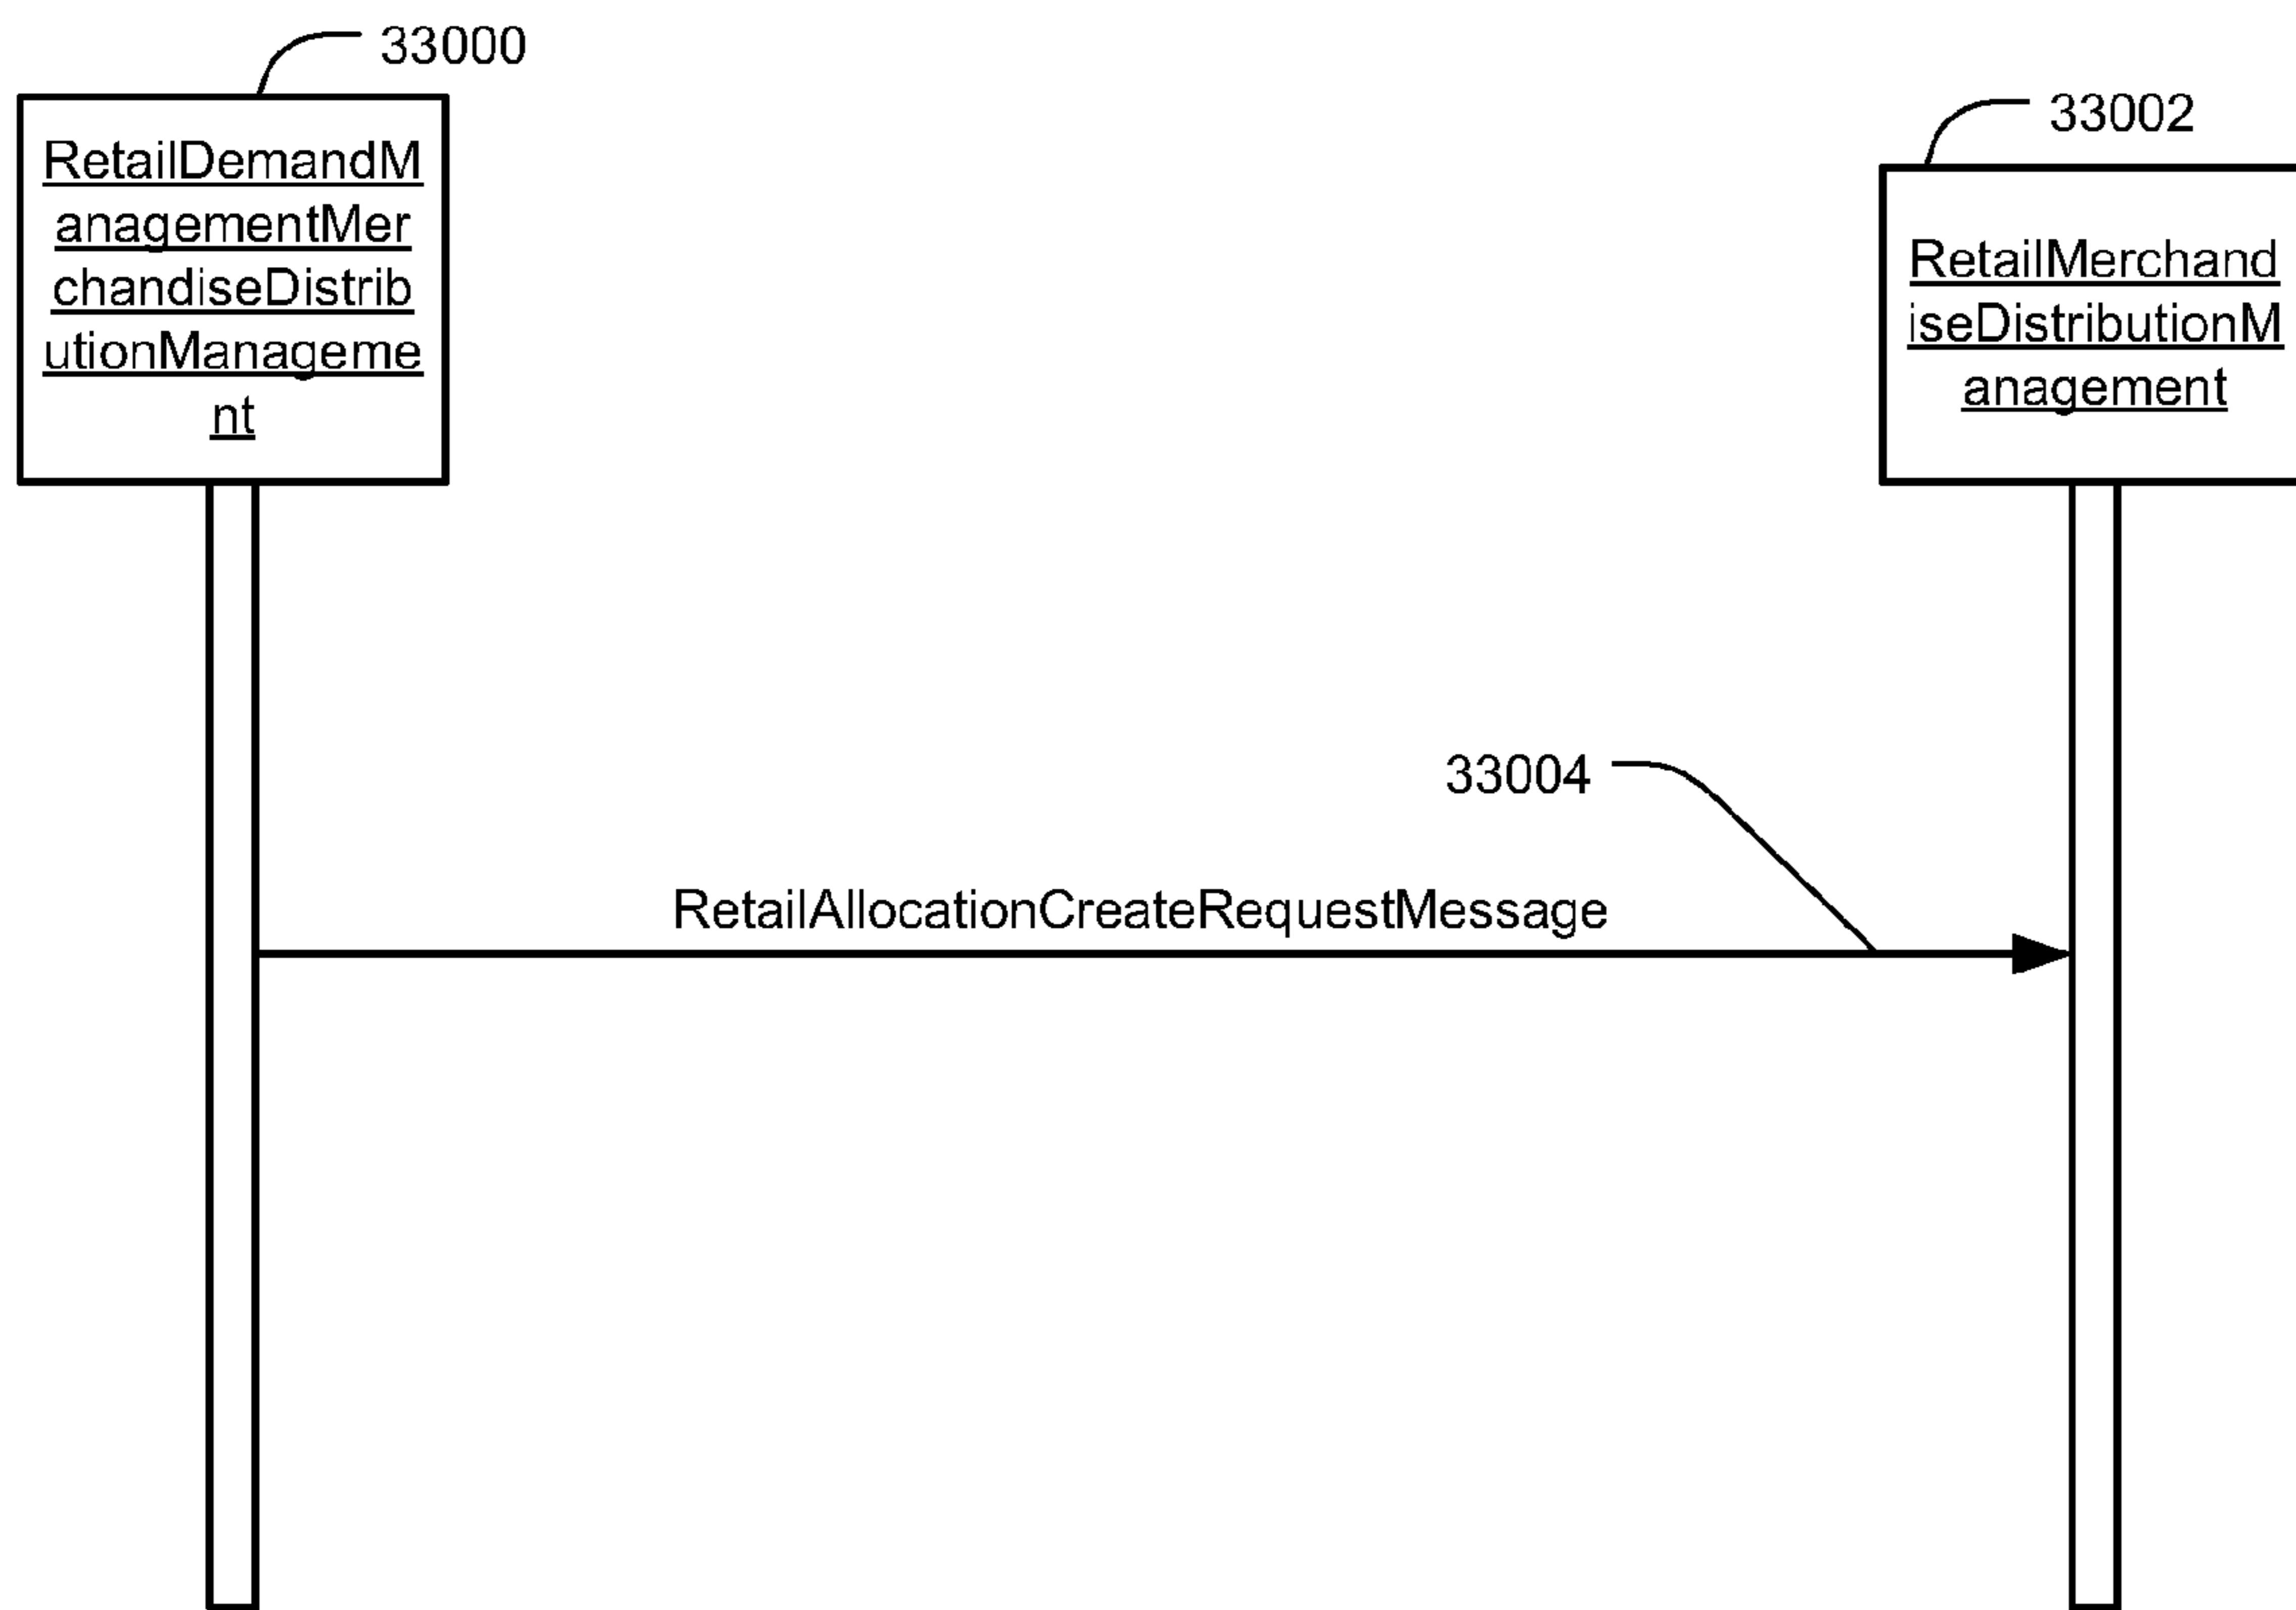 33000
RetailDemandM
anagementMer
chandiseDistrib
utionManageme
nt
33002
RetailMerchand
iseDistributionM
anagement
33004
RetailAllocationCreateRequestMessage